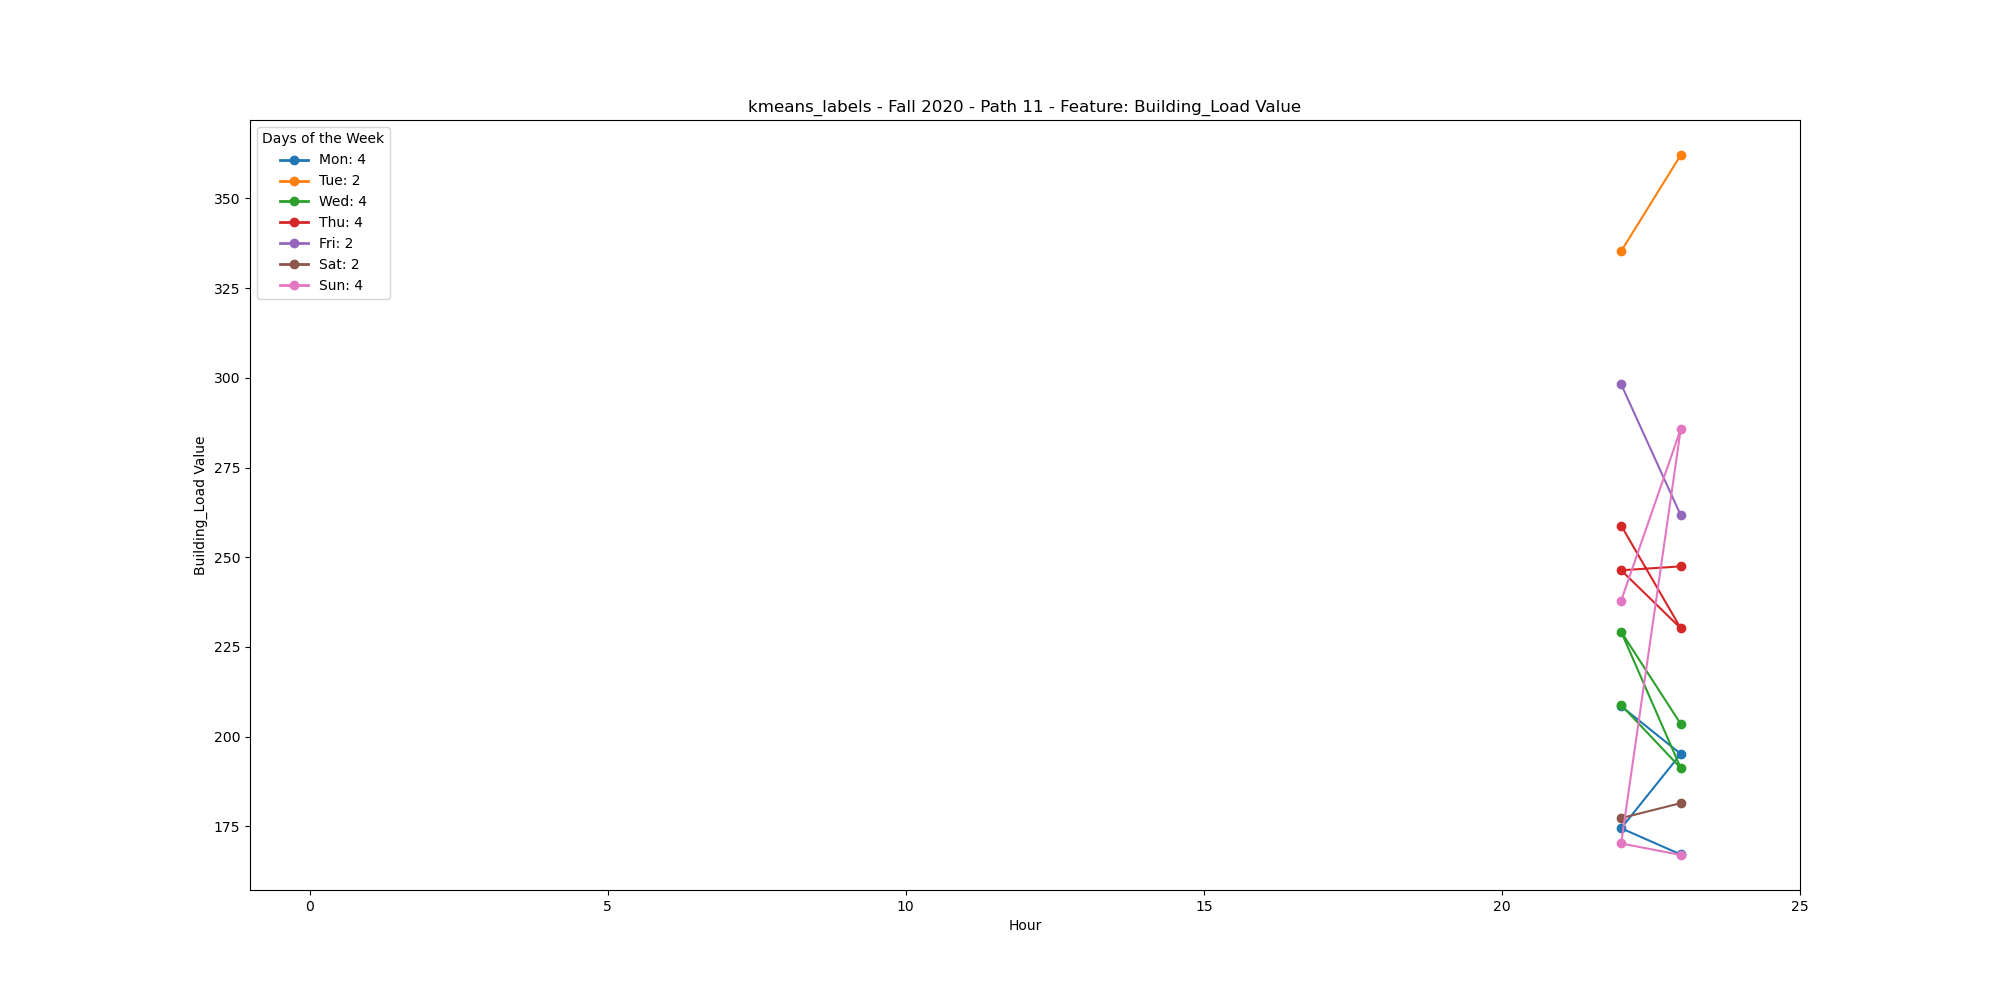 kmeans_labels - Fall 2020 - Path 11 - Feature: Building_Load Value
Days of the Week
Mon: 4
Tue: 2
Wed: 4
Thu: 4
Fri: 2
Sat: 2
Sun: 4
350
325
300
275
250
225
200
175
Building_Load Value
0 5 10 15 20 25
Hour